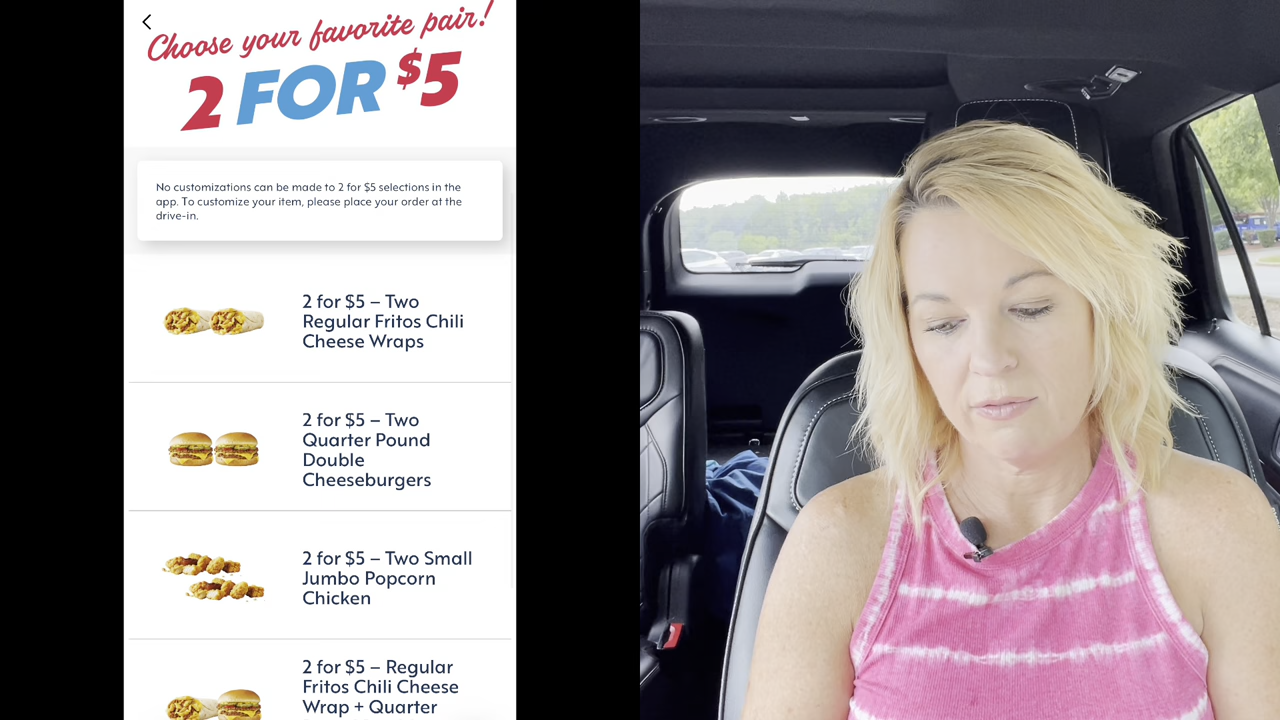 Choose your favorite pair!
2 FOR $5
No customizations can be made to 2 for $5 selections in the
app. To customize your item, please place your order at the
drive-in.
2 for $5 – Two
Regular Fritos Chili
Cheese Wraps
2 for $5 – Two
Quarter Pound
Double
Cheeseburgers
2 for $5 – Two Small
Jumbo Popcorn
Chicken
2 for $5 – Regular
Fritos Chili Cheese
Wrap + Quarter